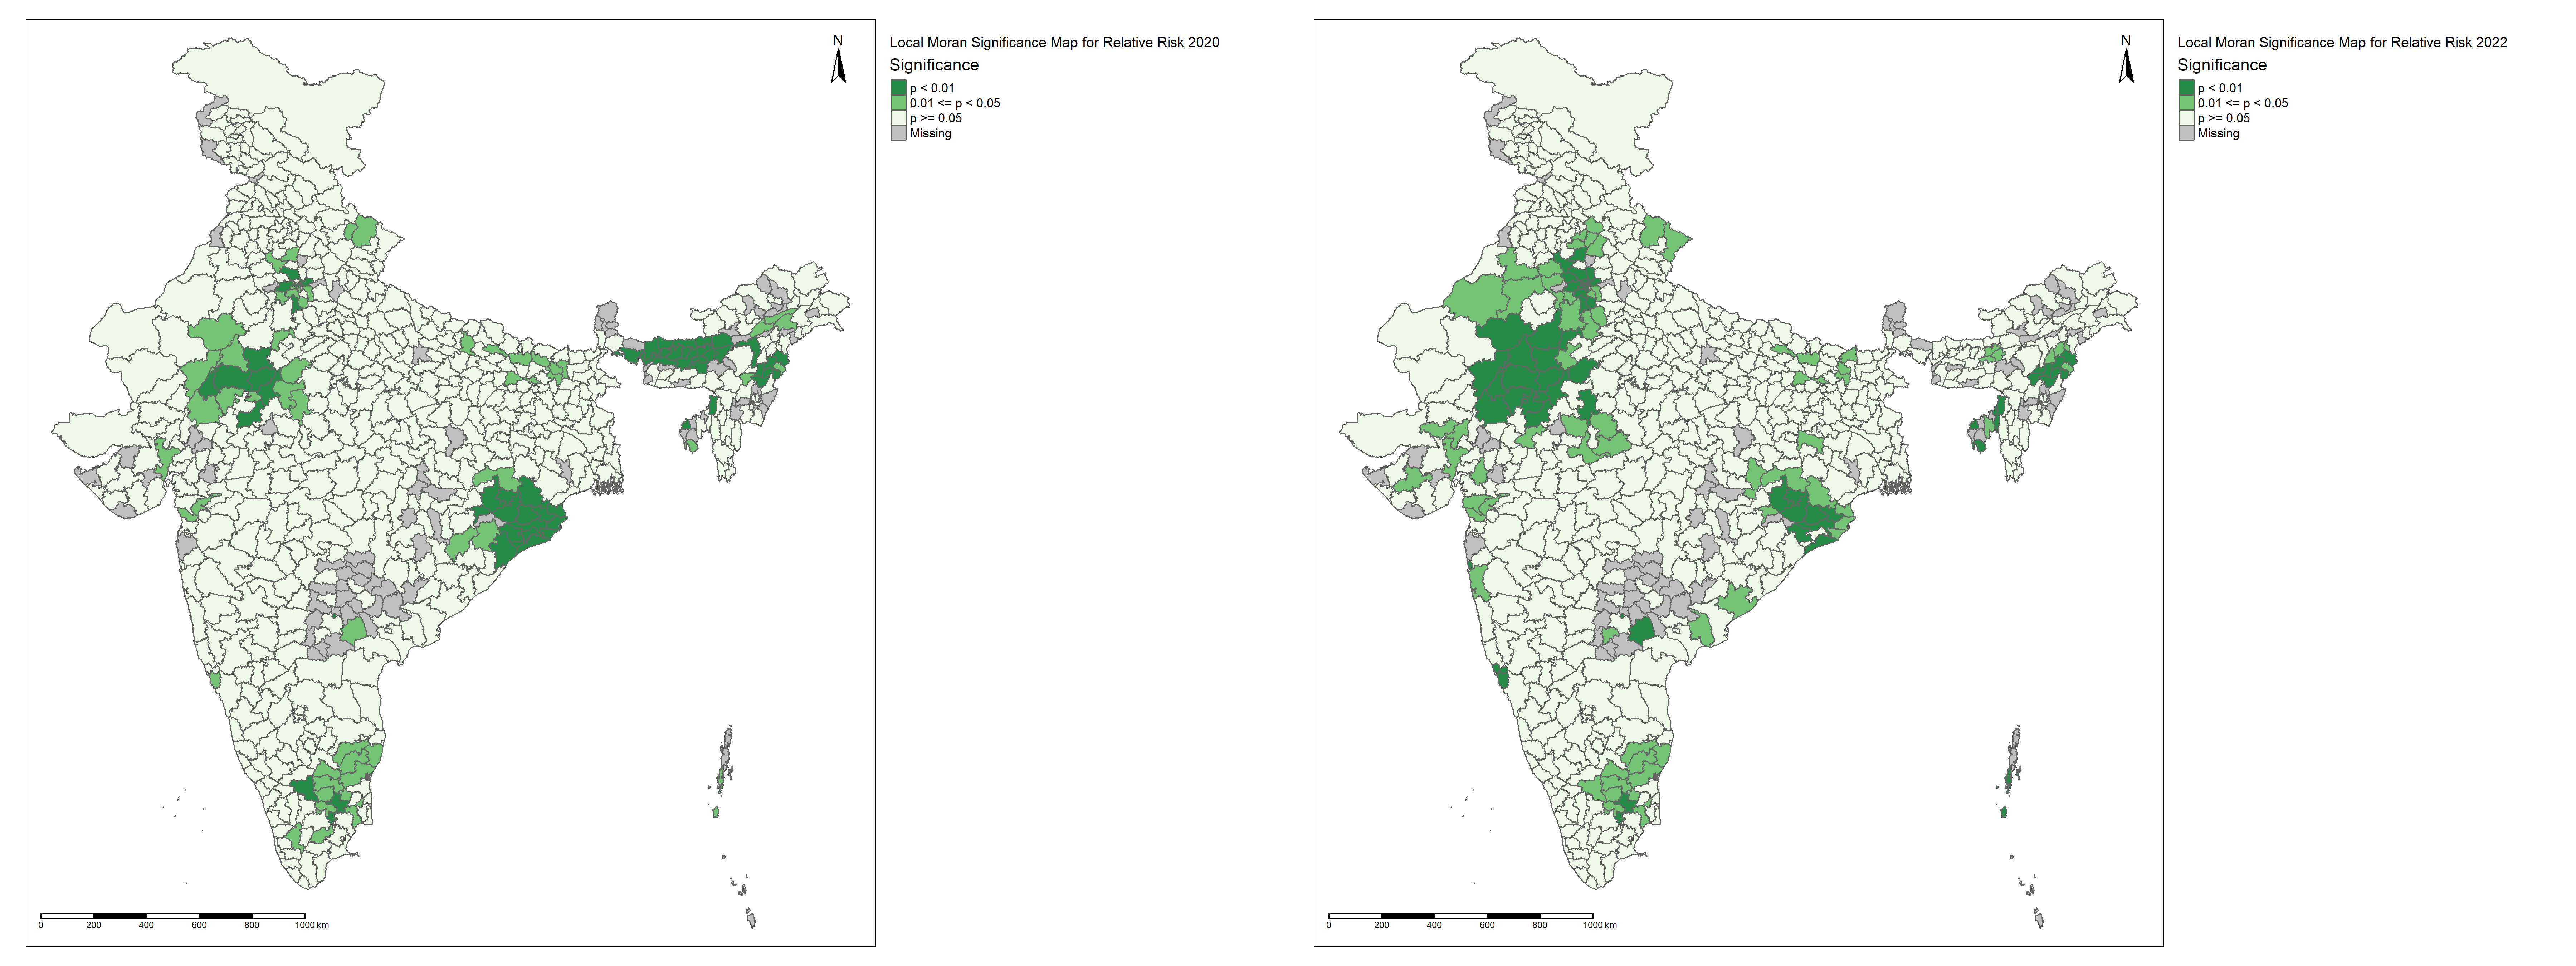 N
Local Moran Significance Map for Relative Risk 2020
Significance
p < 0.01
0.01 <= p < 0.05
p >= 0.05
Missing
0 200 400 600 800 1000 km
N
Local Moran Significance Map for Relative Risk 2022
Significance
p < 0.01
0.01 <= p < 0.05
p >= 0.05
Missing
0 200 400 600 800 1000 km